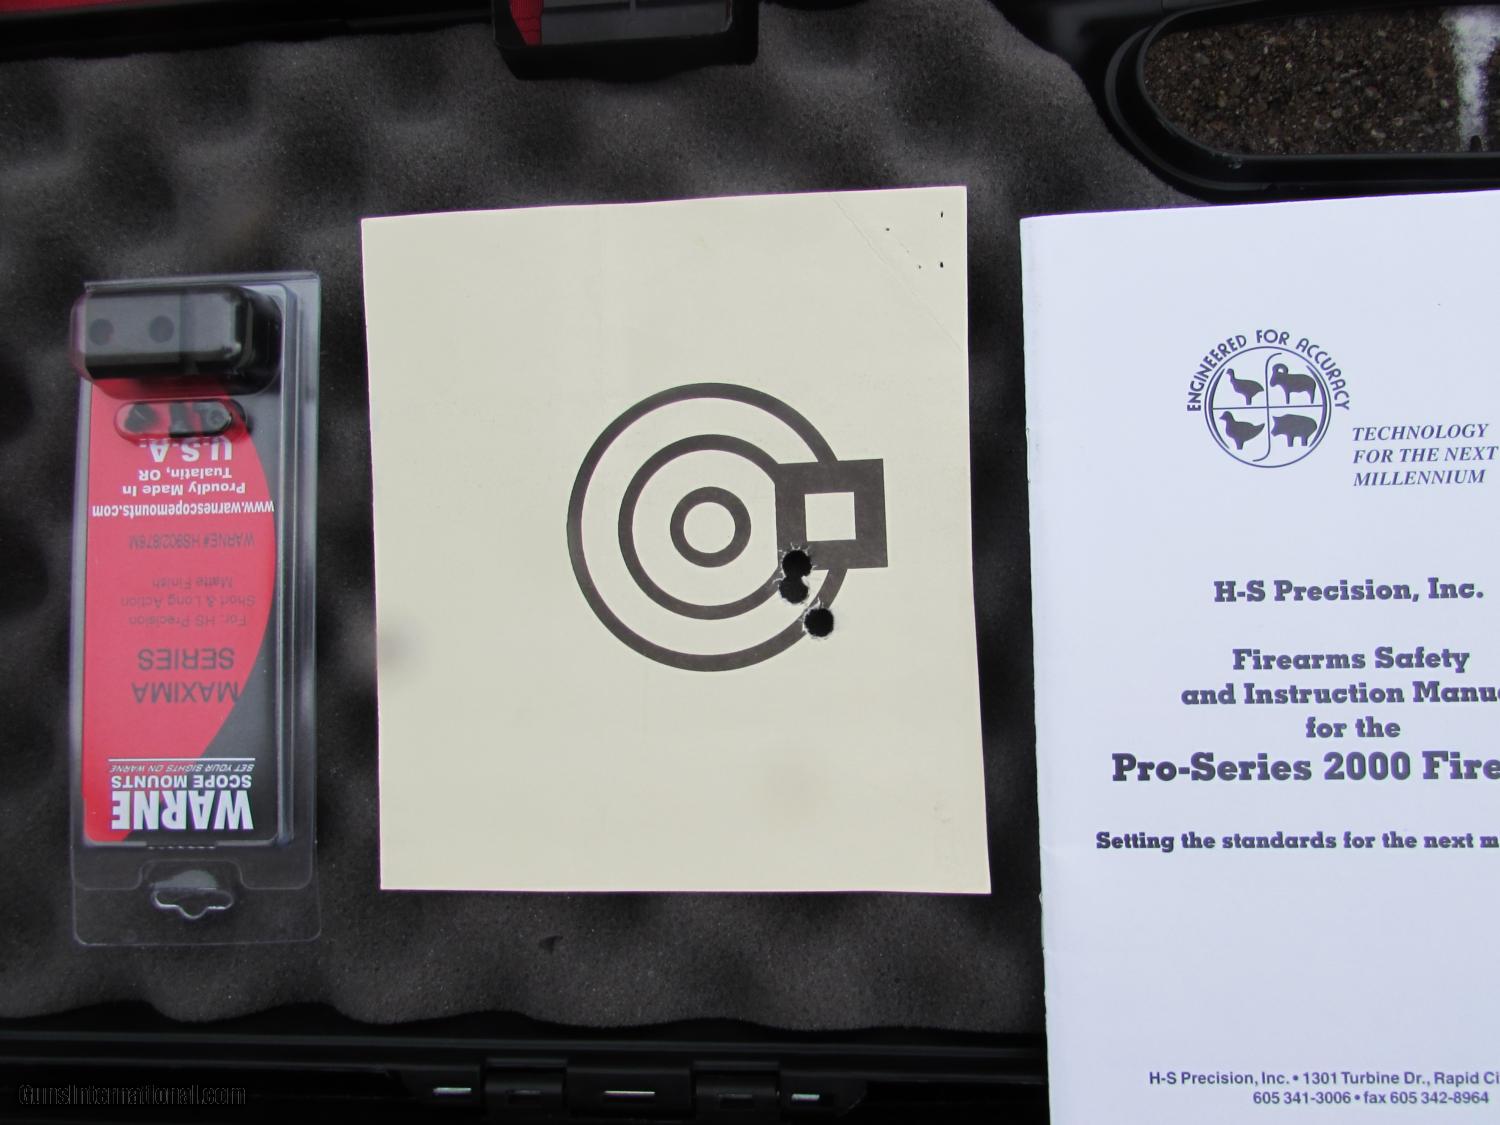 WARNE
SCOPE MOUNTS
SET YOUR SIGHTS ON WARNE
MAXIMA
SERIES
For: HS Precision
Short & Long Action
Matte Finish
WARNE# HS902/876M
www.warnescopemounts.com
Proudly Made In
Tualatin, OR
U.S.A.
ENGINEERED FOR ACCURACY
TECHNOLOGY
FOR THE NEXT
MILLENNIUM
H-S Precision, Inc.
Firearms Safety
and Instruction Manu
for the
Pro-Series 2000 Fire
Setting the standards for the next m
H-S Precision, Inc. • 1301 Turbine Dr., Rapid Ci
605 341-3006 • fax 605 342-8964
GunsInternational.com